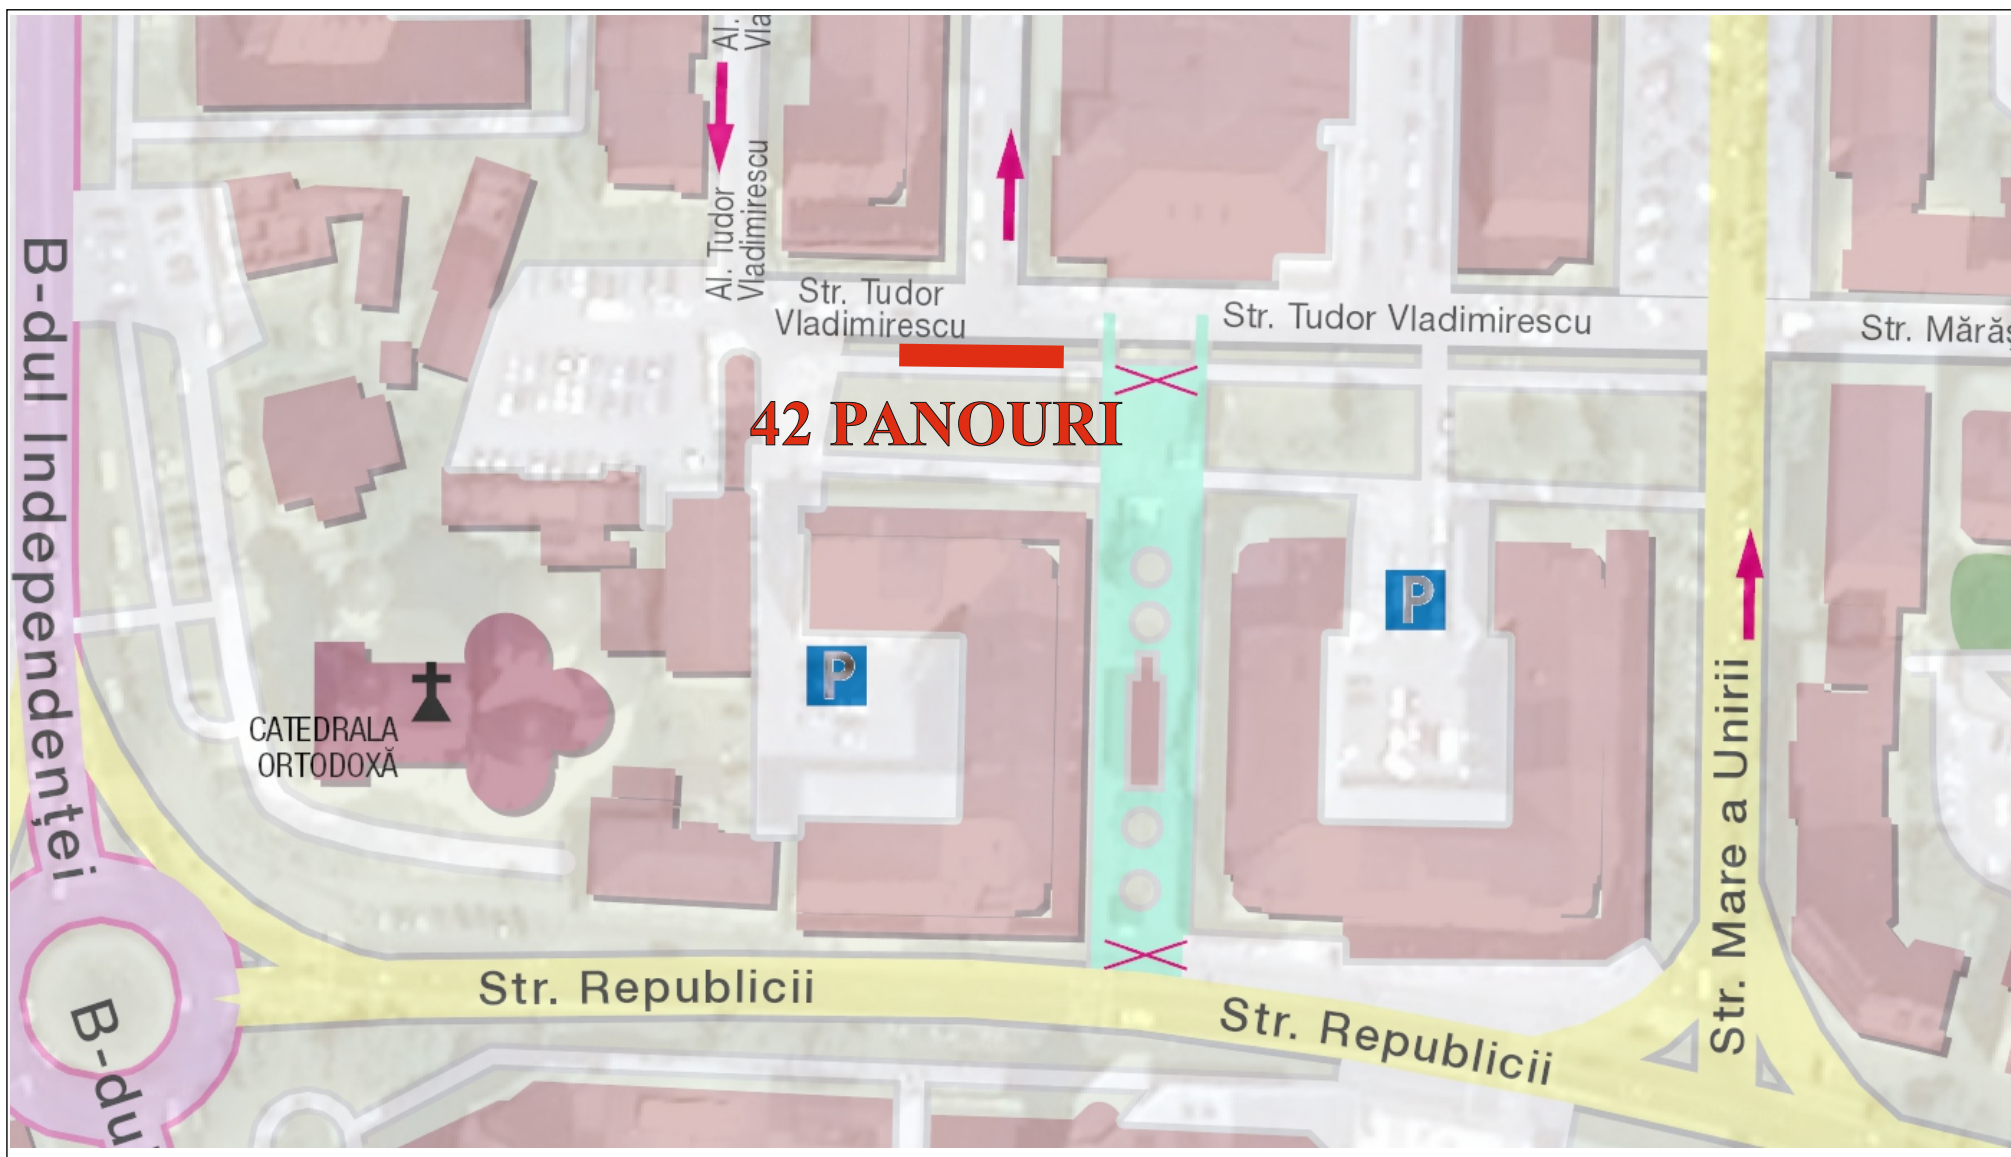 Al.
Vla
Al. Tudor
Vladimirescu
Str. Tudor
Vladimirescu
Str. Tudor Vladimirescu
Str. Mărăș
B-dul Independenței
42 PANOURI
P
P
CATEDRALA
ORTODOXĂ
Str. Mare a Unirii
Str. Republicii
Str. Republicii
B-dul